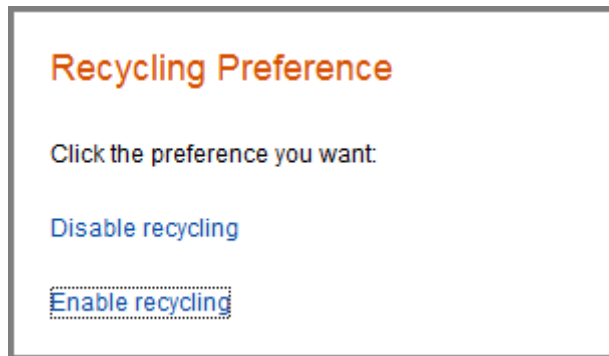 Recycling Preference
Click the preference you want:
Disable recycling
Enable recycling